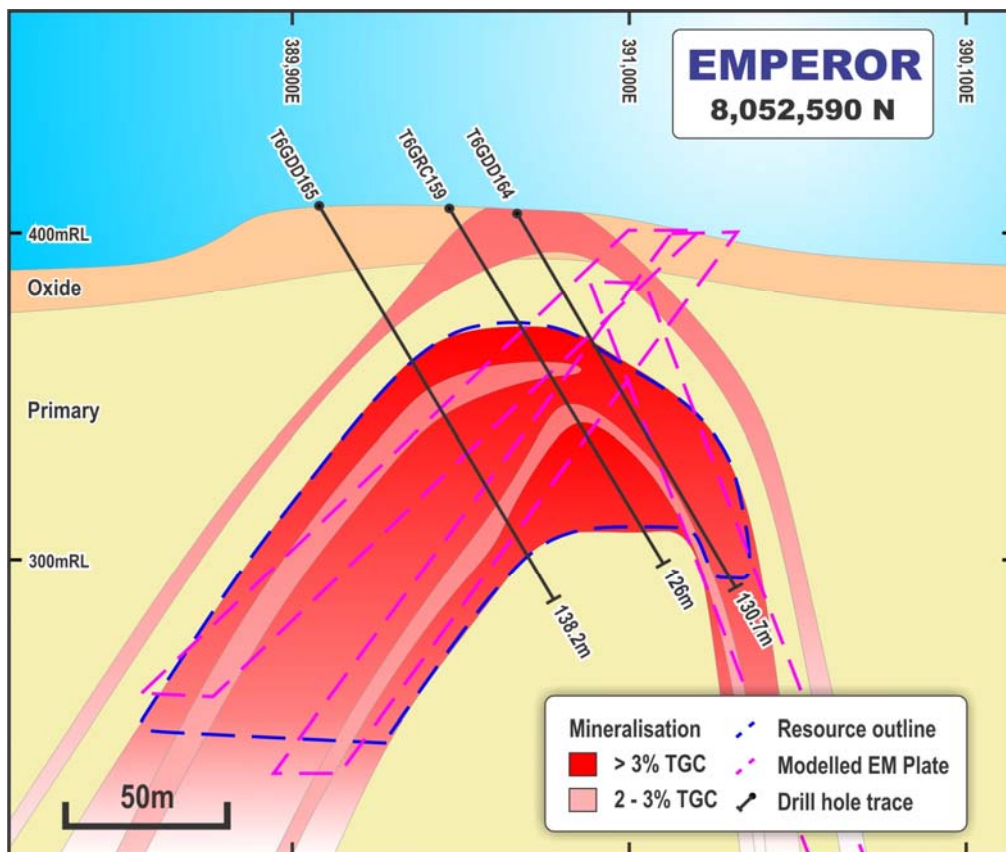 389,900E
391,000E
390,100E
EMPEROR
8,052,590 N
T6GDD165
T6GRC159
T6GDD164
400mRL
Oxide
Primary
300mRL
138.2m
126m
130.7m
50m
Mineralisation
> 3% TGC
2 - 3% TGC
Resource outline
Modelled EM Plate
Drill hole trace